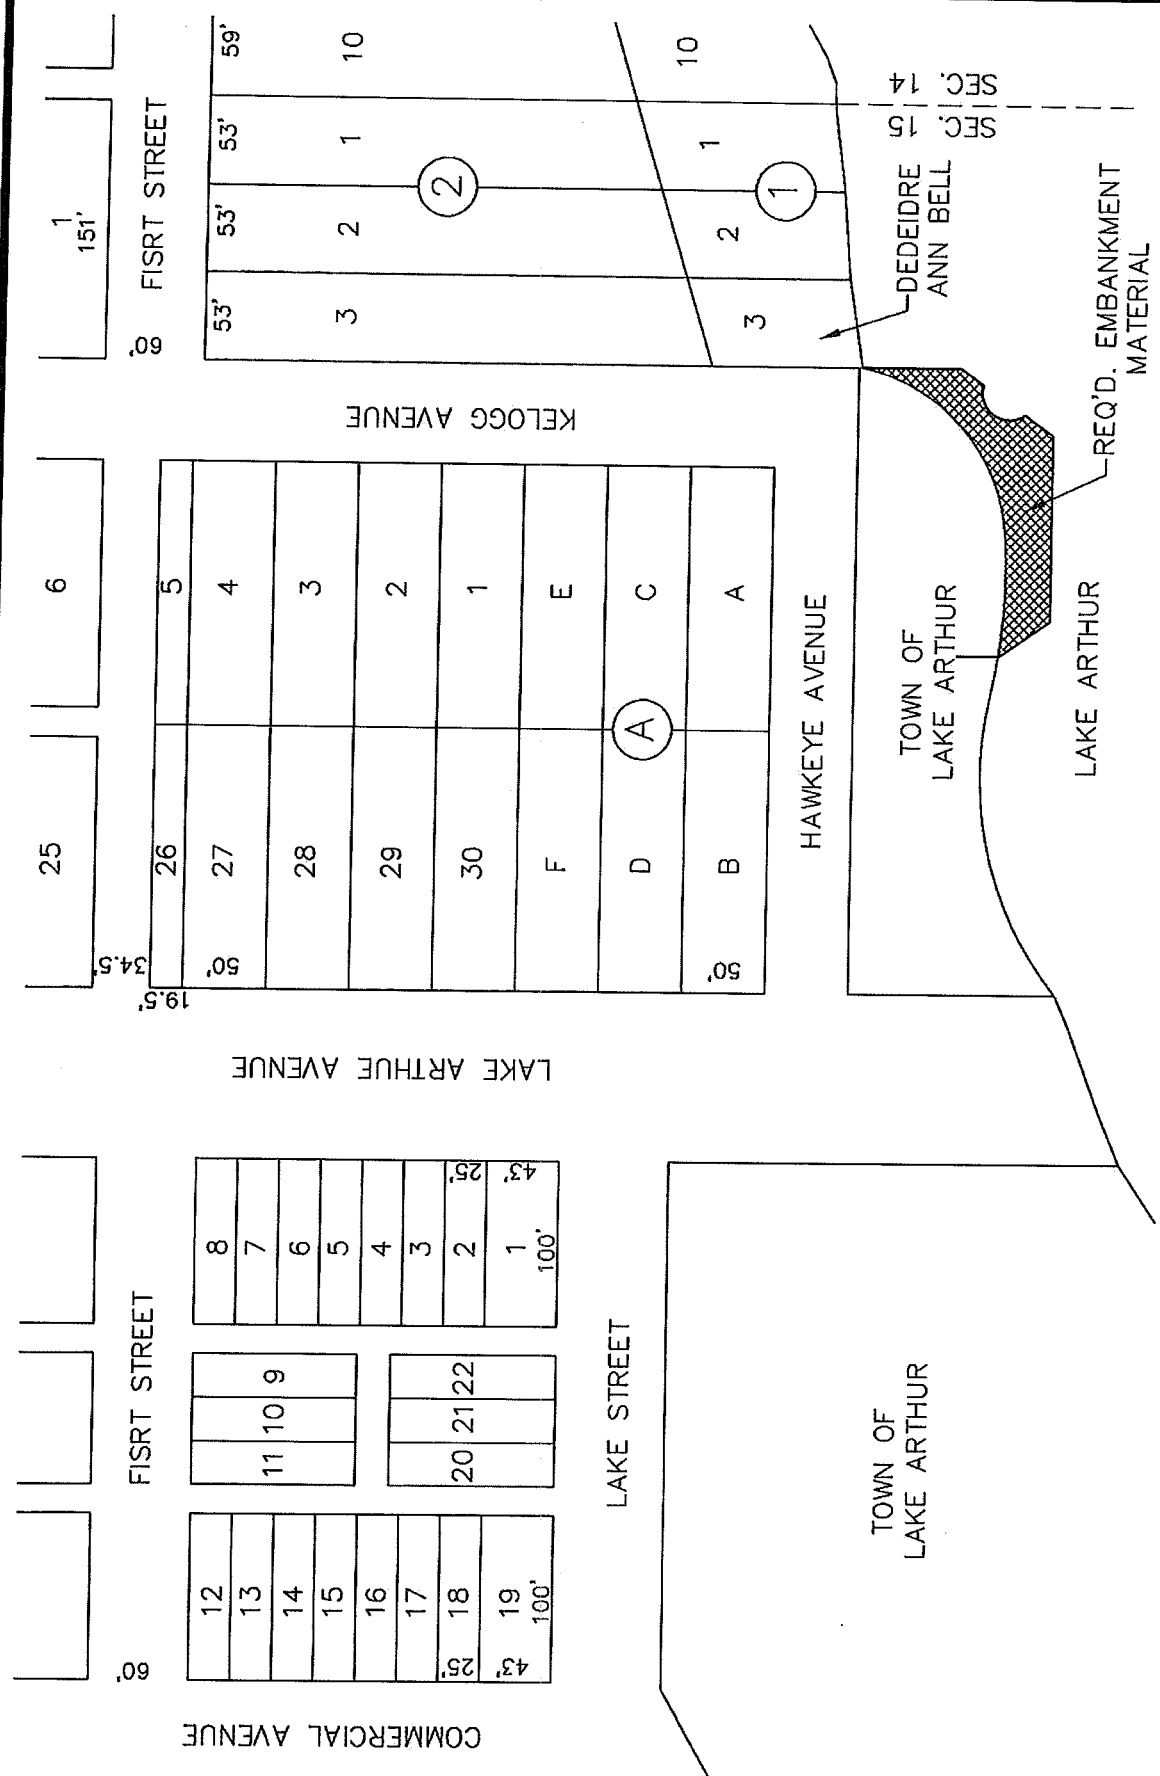 6
25
1
151'
FISRT STREET
60'
59'
53'
53'
53'
10
1
2
3
2
10
1
2
3
1
SEC. 14
SEC. 15
DEDEIDRE
ANN BELL
REQ'D. EMBANKMENT
MATERIAL
KELOGG AVENUE
34.5'
19.5'
50'
50'
5
4
3
2
1
E
C
A
26
27
28
29
30
F
D
B
A
HAWKEYE AVENUE
TOWN OF
LAKE ARTHUR
LAKE ARTHUR
LAKE ARTHUE AVENUE
FISRT STREET
60'
8
7
6
5
4
3
2
1
25'
43'
100'
9
10
11
22
21
20
12
13
14
15
16
17
18
19
25'
43'
100'
LAKE STREET
TOWN OF
LAKE ARTHUR
COMMERCIAL AVENUE